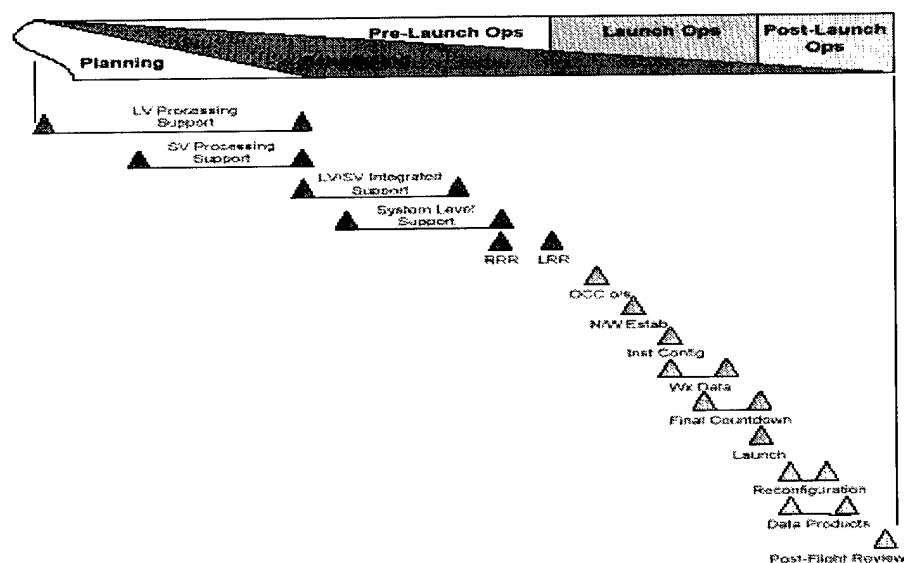 Pre-Launch Ops
Launch Ops
Post-Launch
Ops
Planning
LV Processing
Support
SV Processing
Support
LV/SV Integrated
Support
System Level
Support
RRR
LRR
OCC o/s
N/W Estab
Inst Config
Wx Data
Final Countdown
Launch
Reconfiguration
Data Products
Post-Flight Review